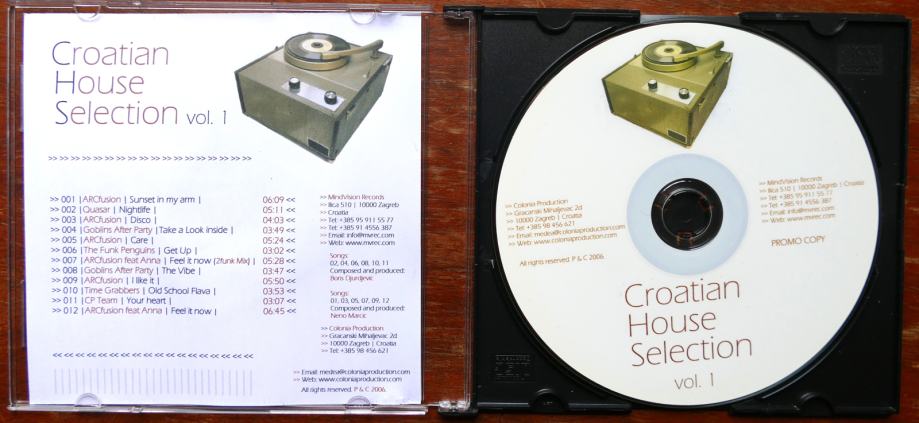 Croatian
House
Selection vol. 1
>>>>>>>>>>>>>>>>>>>>>>>>>>>
>> 001 | ARCfusion | Sunset in my arm | 06:09 <<
>> 002 | Quasar | Nightlife | 05:11 <<
>> 003 | ARCfusion | Disco | 04:03 <<
>> 004 | Goblins After Party | Take a Look inside | 03:49 <<
>> 005 | ARCfusion | Care | 05:24 <<
>> 006 | The Funk Penguins | Get Up | 03:02 <<
>> 007 | ARCfusion feat Anna | Feel it now (2funk Mix) | 05:28 <<
>> 008 | Goblins After Party | The Vibe | 03:47 <<
>> 009 | ARCfusion | I like it | 05:50 <<
>> 010 | Time Grabbers | Old School Flava | 03:53 <<
>> 011 | CP Team | Your heart | 03:07 <<
>> 012 | ARCfusion feat Anna | Feel it now | 06:45 <<
<<<<<<<<<<<<<<<<<<<<<<<<<<<
>> MindVision Records
>> Ilica 510 | 10000 Zagreb
>> Croatia
>> Tel: +385 95 911 55 77
>> Tel: +385 91 4556 387
>> Email: info@mvrec.com
>> Web: www.mvrec.com
Songs:
02, 04, 06, 08, 10, 11
Composed and produced:
Boris Djurdjevic
Songs:
01, 03, 05, 07, 09, 12
Composed and produced:
Neno Marcic
>> Colonia Production
>> Gracanski Mihaljevac 2d
>> 10000 Zagreb | Croatia
>> Tel: +385 98 456 621
>> Email: medea@coloniaproduction.com
>> Web: www.coloniaproduction.com
All rights reserved. P & C 2006.
>> Colonia Production
>> Gracanski Mihaljevac 2d
>> 10000 Zagreb | Croatia
>> Tel: +385 98 456 621
>> Email: medea@coloniaproduction.com
>> Web: www.coloniaproduction.com
All rights reserved. P & C 2006.
>> MindVision Records
>> Ilica 510 | 10000 Zagreb | Croatia
>> Tel: +385 95 911 55 77
>> Tel: +385 91 4556 387
>> Email: info@mvrec.com
>> Web: www.mvrec.com
PROMO COPY
Croatian
House
Selection
vol. 1